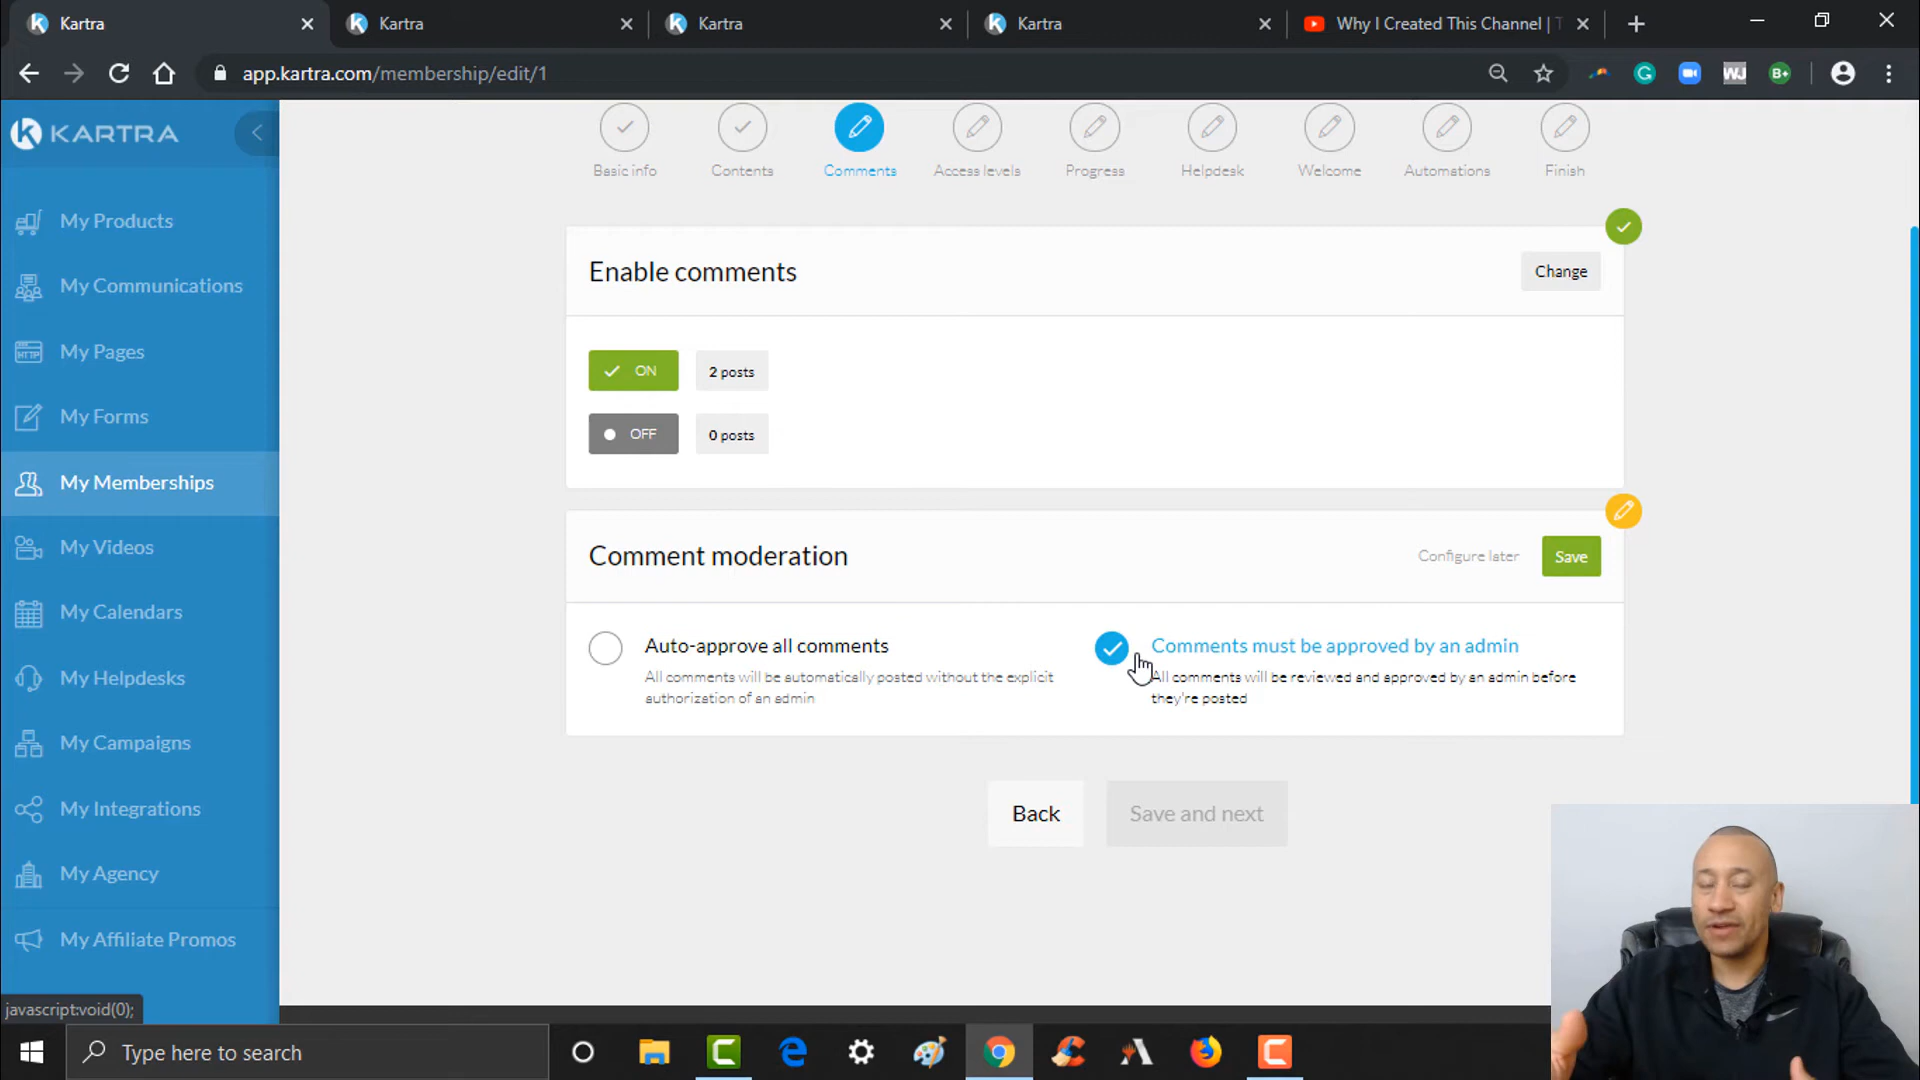 Kartra
Kartra
Kartra
Kartra
Why I Created This Channel | T
app.kartra.com/membership/edit/1
WJ
B+
KARTRA
Basic info
Contents
Comments
Access levels
Progress
Helpdesk
Welcome
Automations
Finish
My Products
My Communications
HTTP
My Pages
My Forms
My Memberships
My Videos
My Calendars
My Helpdesks
My Campaigns
My Integrations
My Agency
My Affiliate Promos
Enable comments
Change
ON
2 posts
OFF
0 posts
Comment moderation
Configure later
Save
Auto-approve all comments
All comments will be automatically posted without the explicit
authorization of an admin
Comments must be approved by an admin
All comments will be reviewed and approved by an admin before
they're posted
Back
Save and next
javascript:void(0);
Type here to search